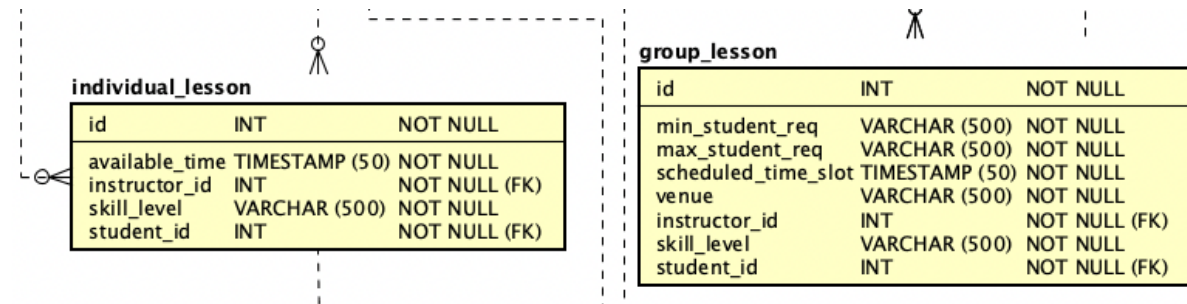 individual_lesson
id INT NOT NULL
available_time TIMESTAMP (50) NOT NULL
instructor_id INT NOT NULL (FK)
skill_level VARCHAR (500) NOT NULL
student_id INT NOT NULL (FK)
group_lesson
id INT NOT NULL
min_student_req VARCHAR (500) NOT NULL
max_student_req VARCHAR (500) NOT NULL
scheduled_time_slot TIMESTAMP (50) NOT NULL
venue VARCHAR (500) NOT NULL
instructor_id INT NOT NULL (FK)
skill_level VARCHAR (500) NOT NULL
student_id INT NOT NULL (FK)